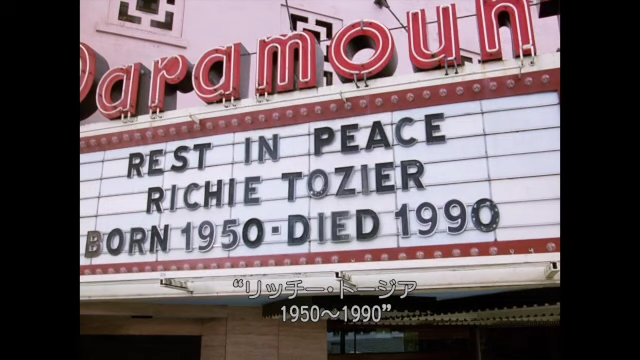 Paramoun
REST IN PEACE
RICHIE TOZIER
BORN 1950·DIED 1990
“リッチー・トージア
1950～1990”